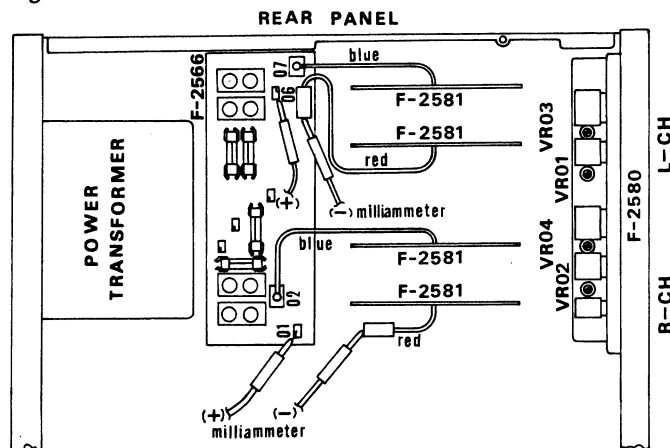 REAR PANEL
F-2566
07
blue
F-2581
06
F-2581
red
VR03
VR01
L-CH
POWER
TRANSFORMER
(+)
(-) milliammeter
blue
F-2581
VR04
VR02
F-2580
R-CH
02
F-2581
01
red
(+)
(-)
milliammeter